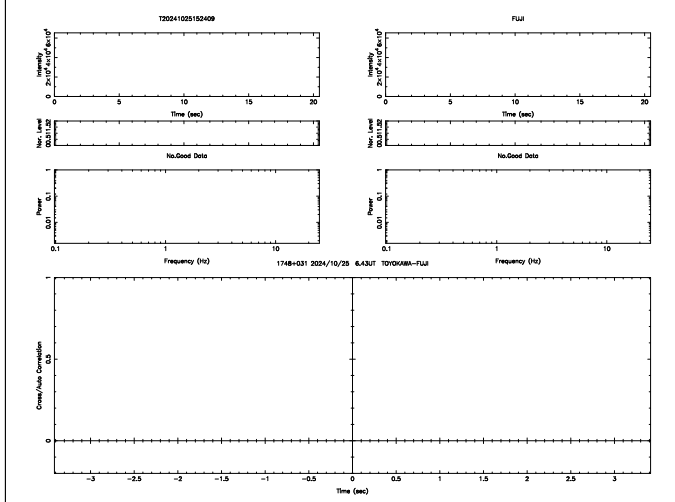 T20241025152409
FUJI
Intensity
0 2×10⁴ 4×10⁴ 6×10⁴
0 5 10 15 20
Time (sec)
Intensity
0 2×10⁴ 4×10⁴ 6×10⁴
0 5 10 15 20
Time (sec)
Nor. Level
00.511.52
Nor. Level
00.511.52
No.Good Data
No.Good Data
Power
0.01 0.1 1
0.1 1 10
Frequency (Hz)
Power
0.01 0.1 1
0.1 1 10
Frequency (Hz)
1748+031 2024/10/25 6.43UT TOYOKAWA-FUJI
Cross/Auto Correlation
0 0.5 1
-3 -2.5 -2 -1.5 -1 -0.5 0 0.5 1 1.5 2 2.5 3
Time (sec)